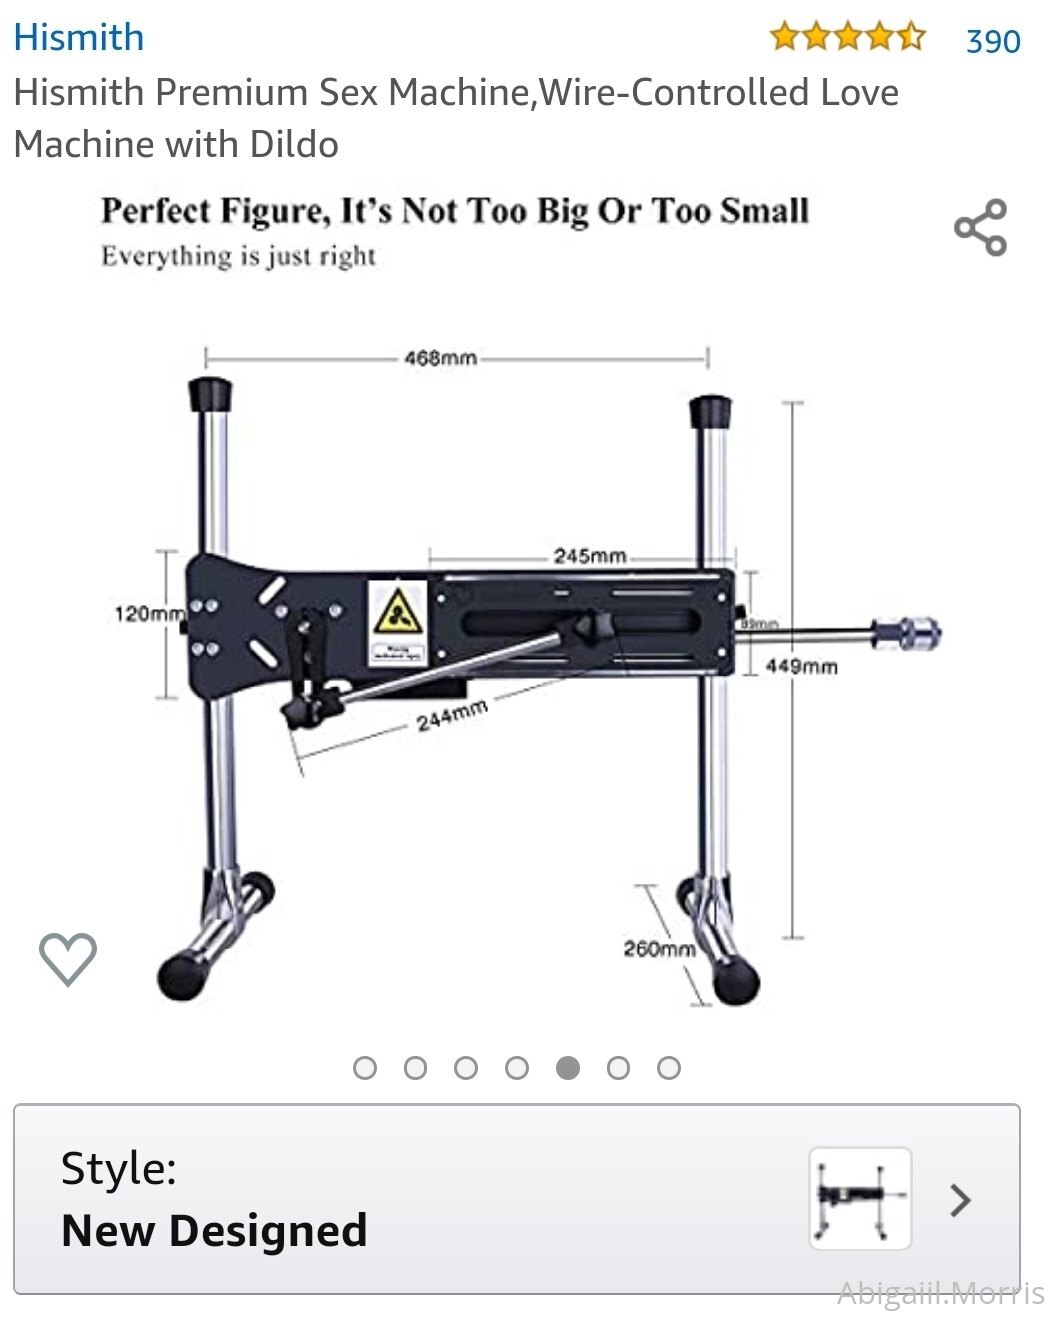 Hismith
390
Hismith Premium Sex Machine,Wire-Controlled Love
Machine with Dildo
Perfect Figure, It's Not Too Big Or Too Small
Everything is just right
468mm
245mm
120mm
449mm
244mm
260mm
Style:
New Designed
Abigaiil.Morris